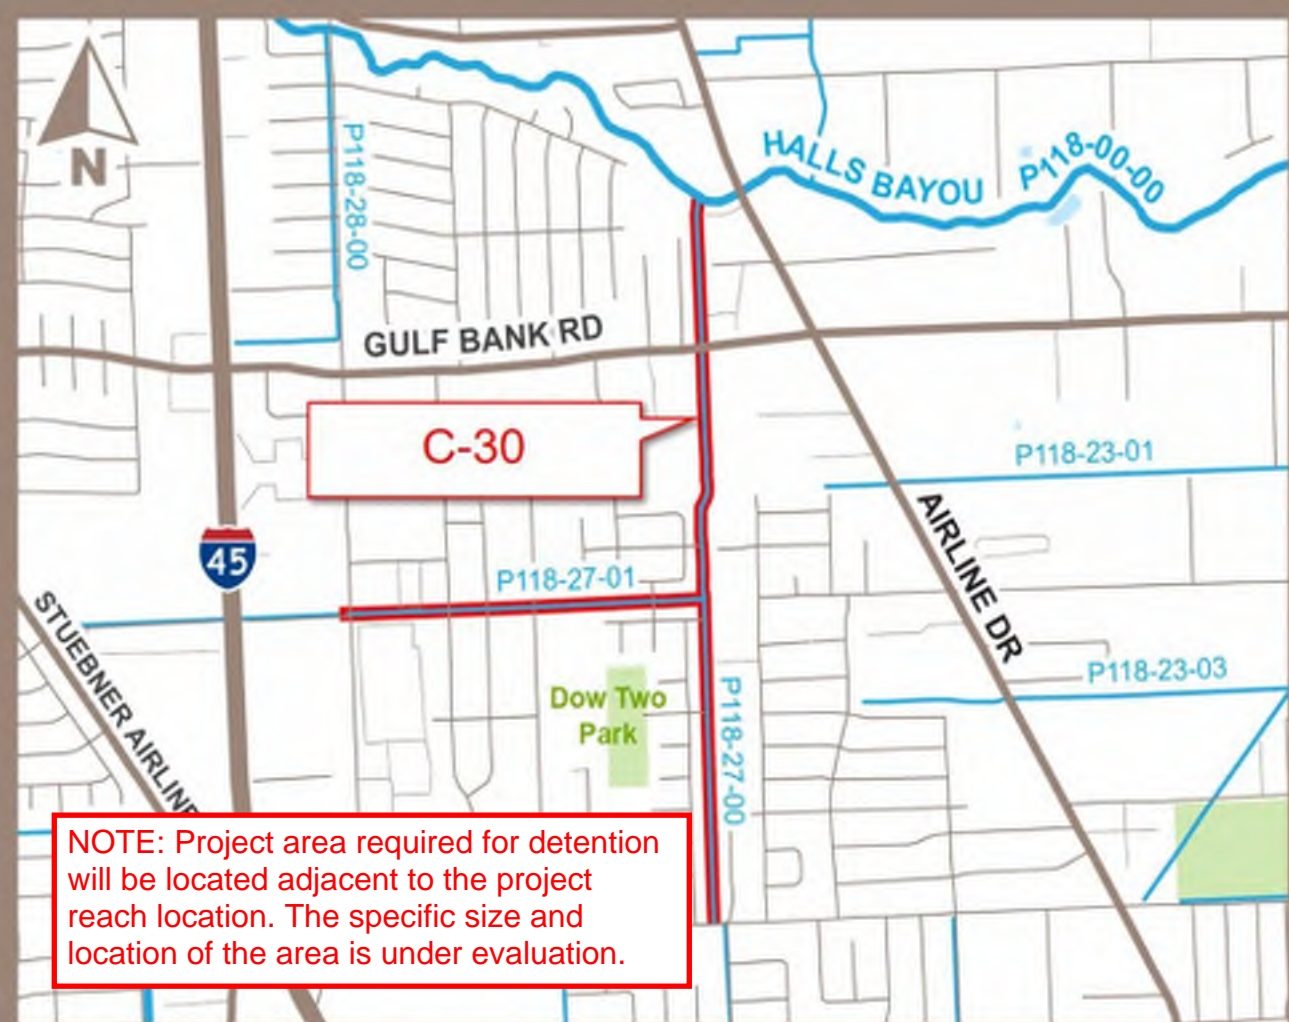 N
P118-28-00
HALLS BAYOU
P118-00-00
GULF BANK RD
C-30
P118-23-01
45
AIRLINE DR
P118-27-01
STUEBNER AIRLINE
P118-23-03
Dow Two
Park
P118-27-00
NOTE: Project area required for detention
will be located adjacent to the project
reach location. The specific size and
location of the area is under evaluation.